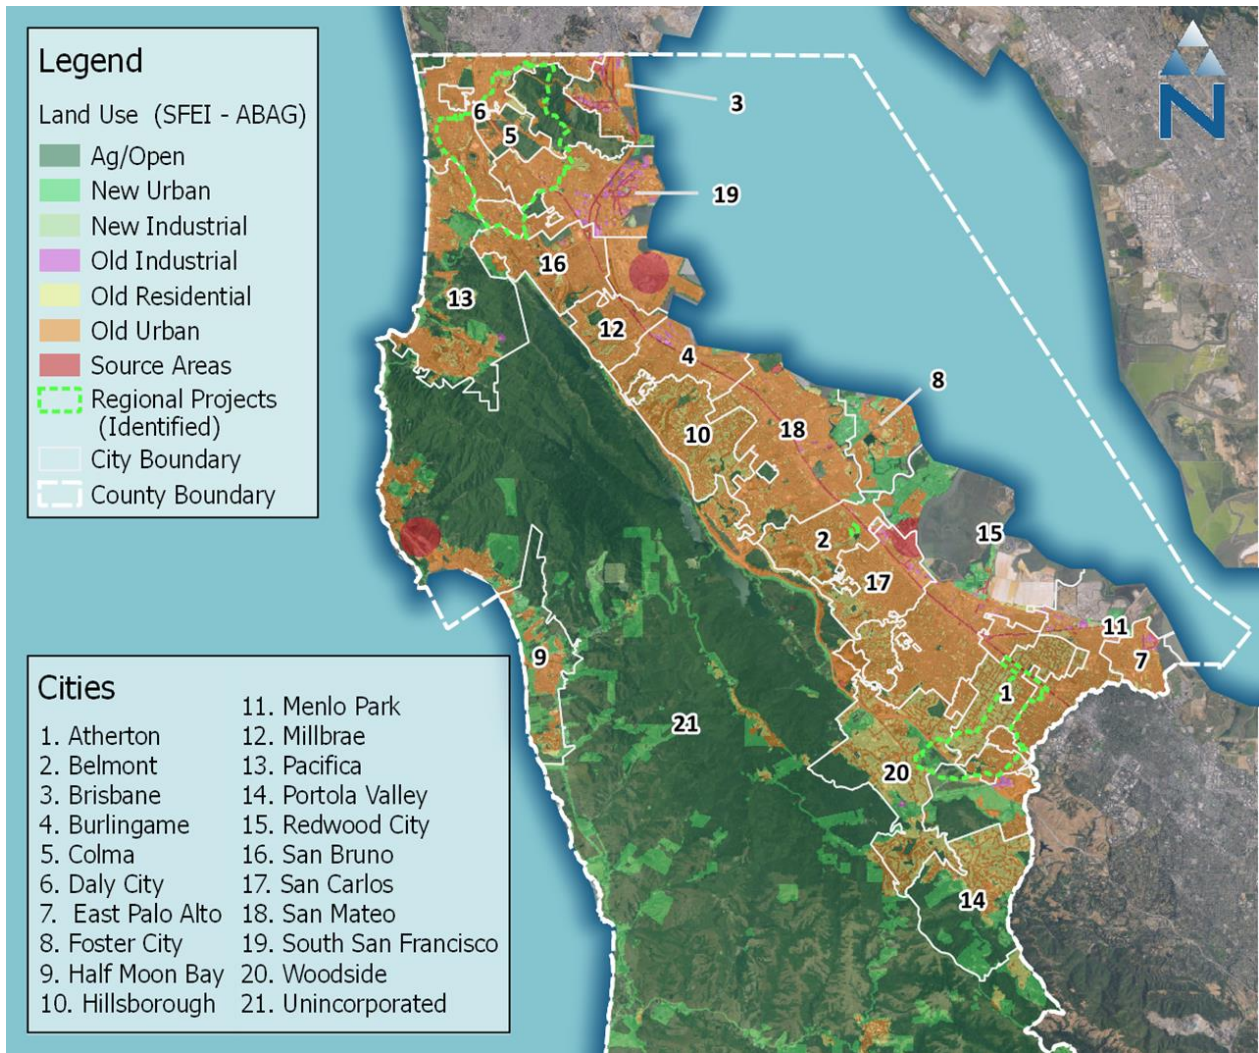 Legend
Land Use (SFEI - ABAG)
Ag/Open
New Urban
New Industrial
Old Industrial
Old Residential
Old Urban
Source Areas
Regional Projects
(Identified)
City Boundary
County Boundary
N
3
6
5
19
16
13
12
4
8
10
18
15
2
17
11
7
9
1
21
20
14
Cities
1. Atherton
2. Belmont
3. Brisbane
4. Burlingame
5. Colma
6. Daly City
7. East Palo Alto
8. Foster City
9. Half Moon Bay
10. Hillsborough
11. Menlo Park
12. Millbrae
13. Pacifica
14. Portola Valley
15. Redwood City
16. San Bruno
17. San Carlos
18. San Mateo
19. South San Francisco
20. Woodside
21. Unincorporated